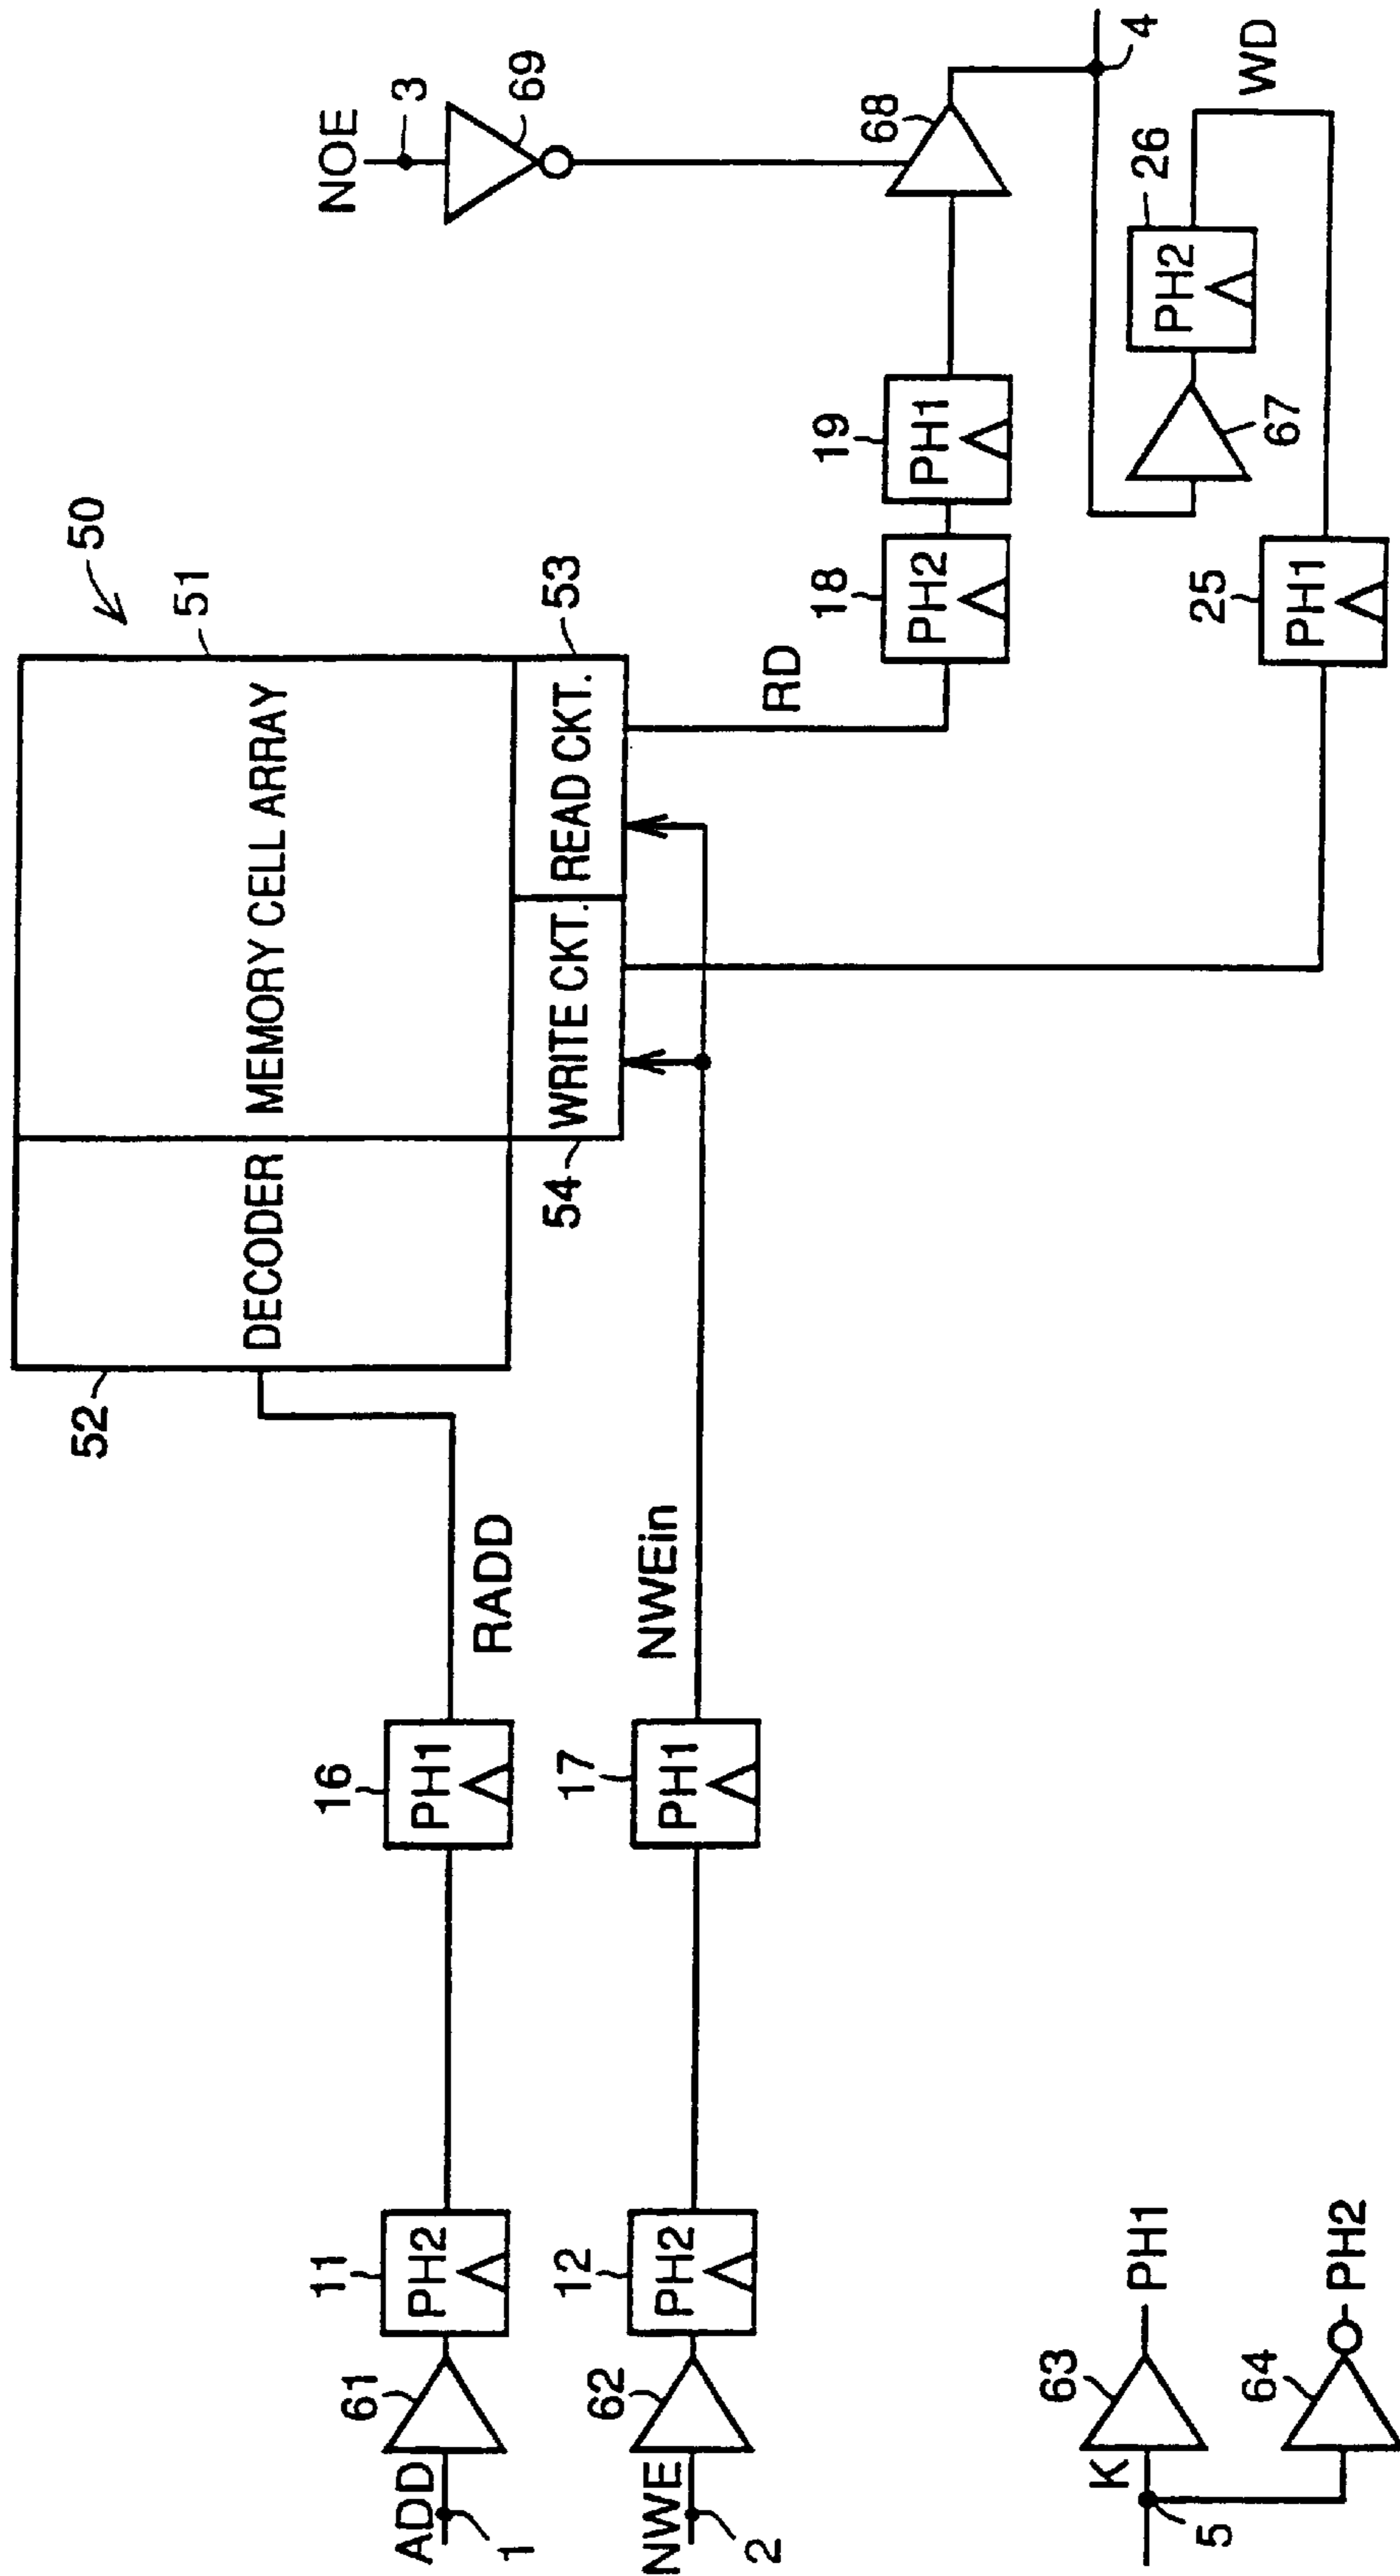 50
51
MEMORY CELL ARRAY
52
DECODER
53
READ CKT.
54
WRITE CKT.
NOE
3
69
ADD
1
61
11
PH2
16
PH1
RADD
RD
18
PH2
19
PH1
68
4
NWE
2
62
12
PH2
17
PH1
NWEin
67
26
PH2
WD
25
PH1
K
5
63
PH1
64
PH2